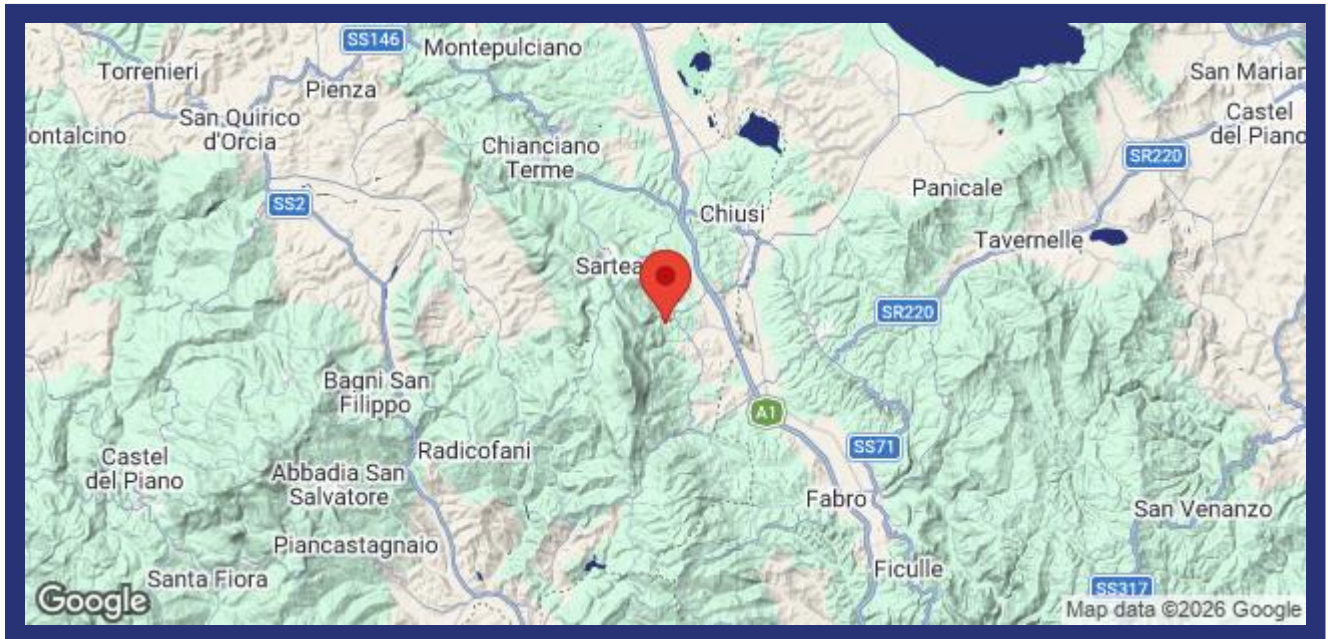 SS146
Montepulciano
Torrenieri
Pienza
San Marian
San Quirico
d'Orcia
Castel
del Piano
ontalcino
Chianciano
Terme
SR220
Panicale
SS2
Chiusi
Tavernelle
Sartea
SR220
Bagni San
Filippo
A1
SS71
Radicofani
Castel
del Piano
Abbadia San
Salvatore
Fabro
San Venanzo
Piancastagnaio
Santa Fiora
Ficulle
SS317
Google
Map data ©2026 Google